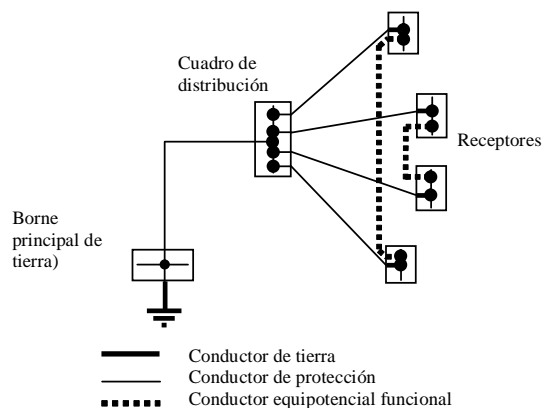 Cuadro de
distribución
Receptores
Borne
principal de
tierra)
Conductor de tierra
Conductor de protección
Conductor equipotencial funcional